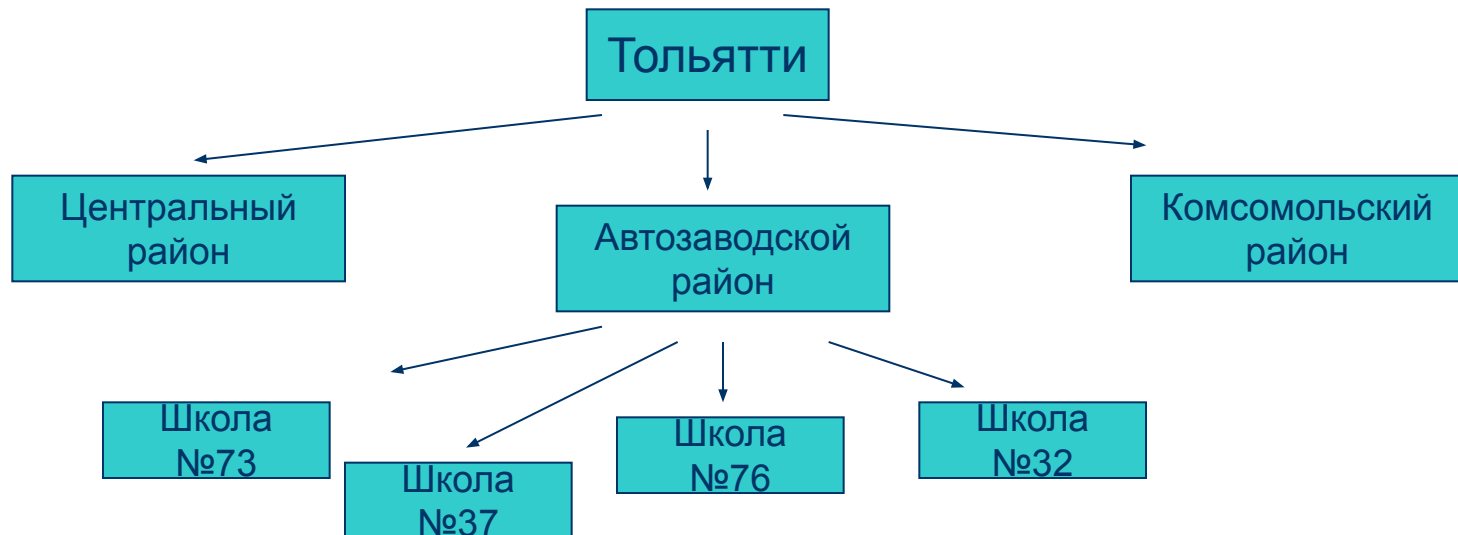 Тольятти
Центральный
район
Автозаводской
район
Комсомольский
район
Школа
№73
Школа
№37
Школа
№76
Школа
№32